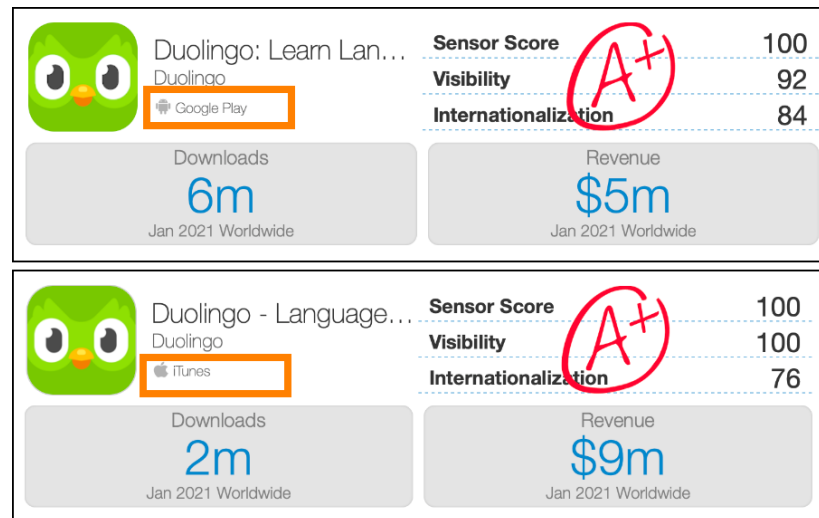 Duolingo: Learn Lan...
Duolingo
Google Play
Sensor Score 100
Visibility 92
Internationalization 84
A+
Downloads
6m
Jan 2021 Worldwide
Revenue
$5m
Jan 2021 Worldwide
Duolingo - Language...
Duolingo
iTunes
Sensor Score 100
Visibility 100
Internationalization 76
A+
Downloads
2m
Jan 2021 Worldwide
Revenue
$9m
Jan 2021 Worldwide